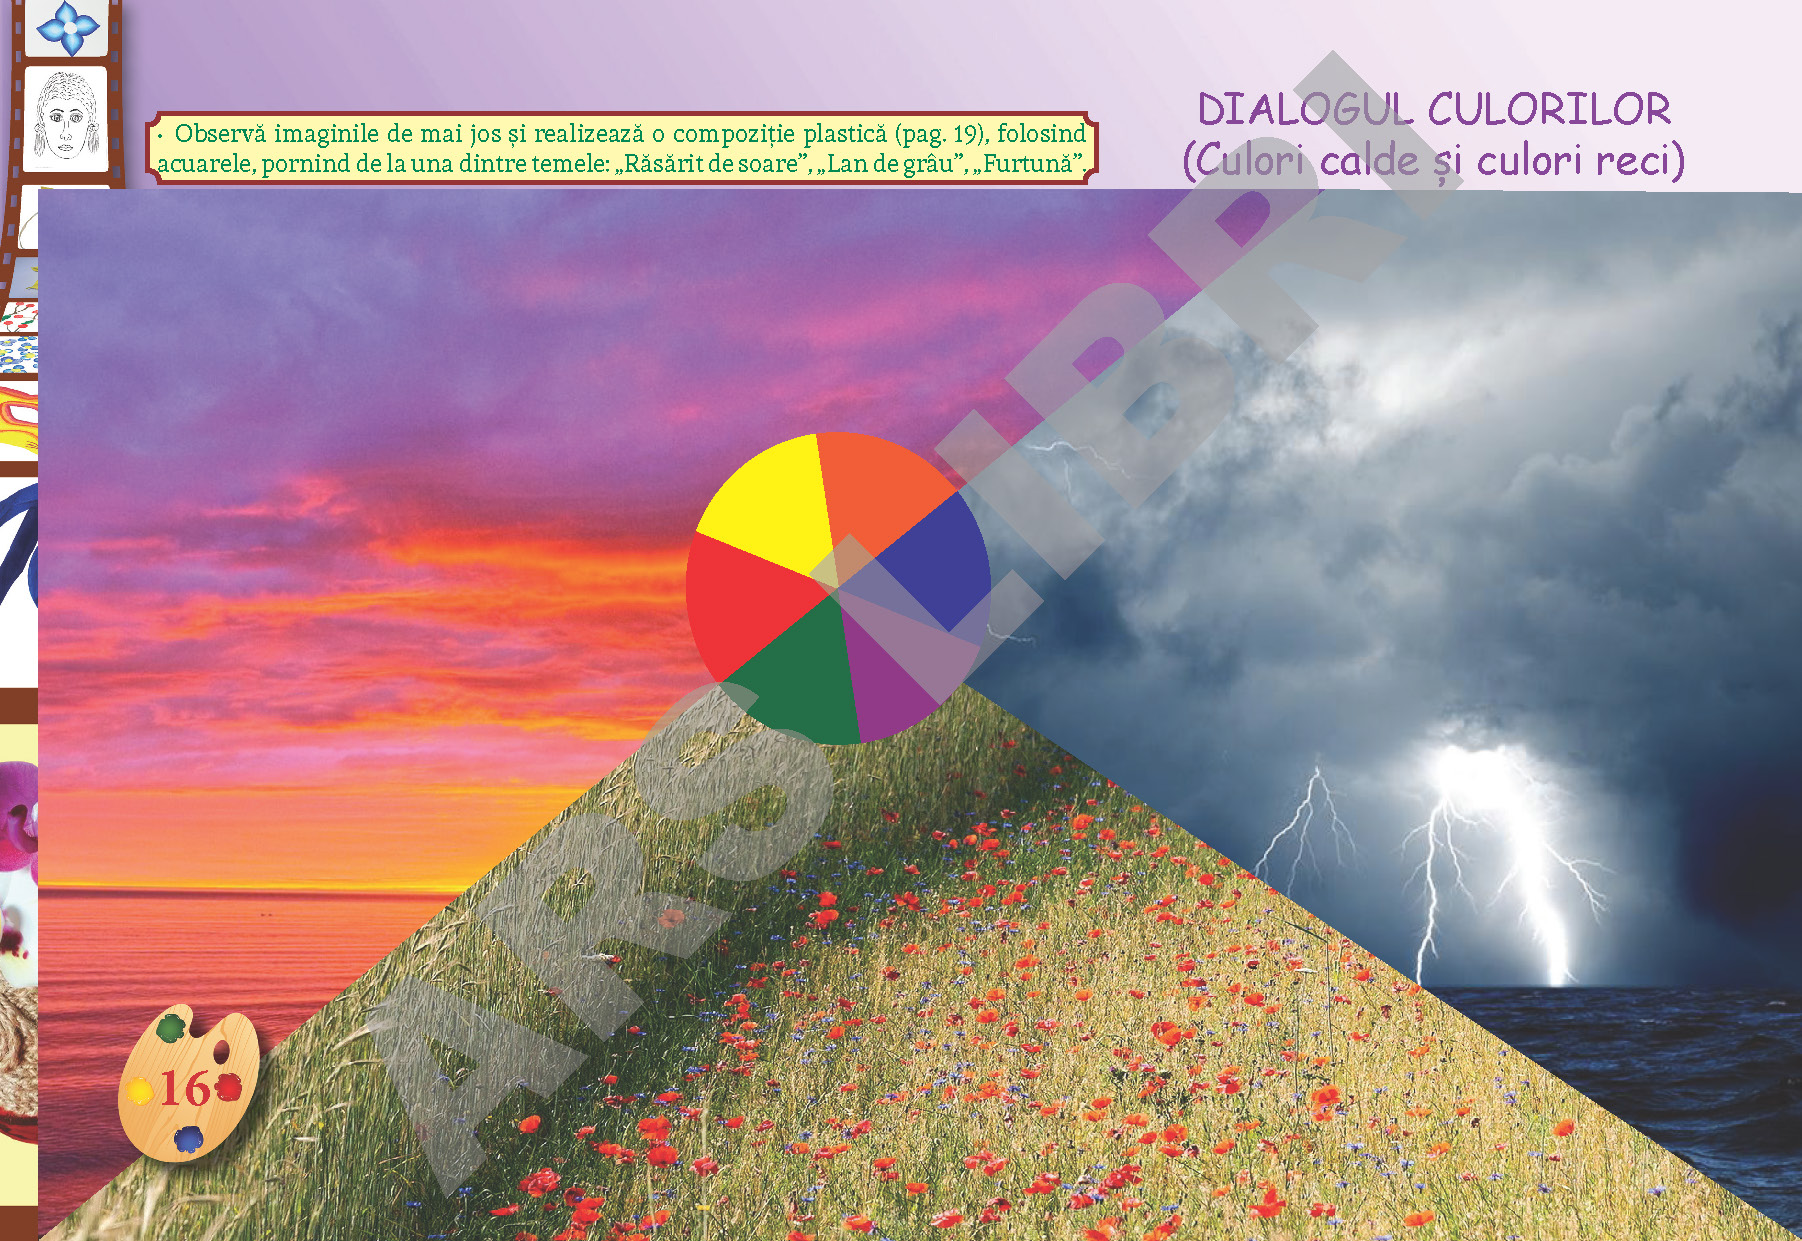 DIALOGUL CULORILOR
(Culori calde și culori reci)
• Observă imaginile de mai jos și realizează o compoziție plastică (pag. 19), folosind
acuarele, pornind de la una dintre temele: „Răsărit de soare”, „Lan de grâu”, „Furtună”.
ARS LIBRI
16